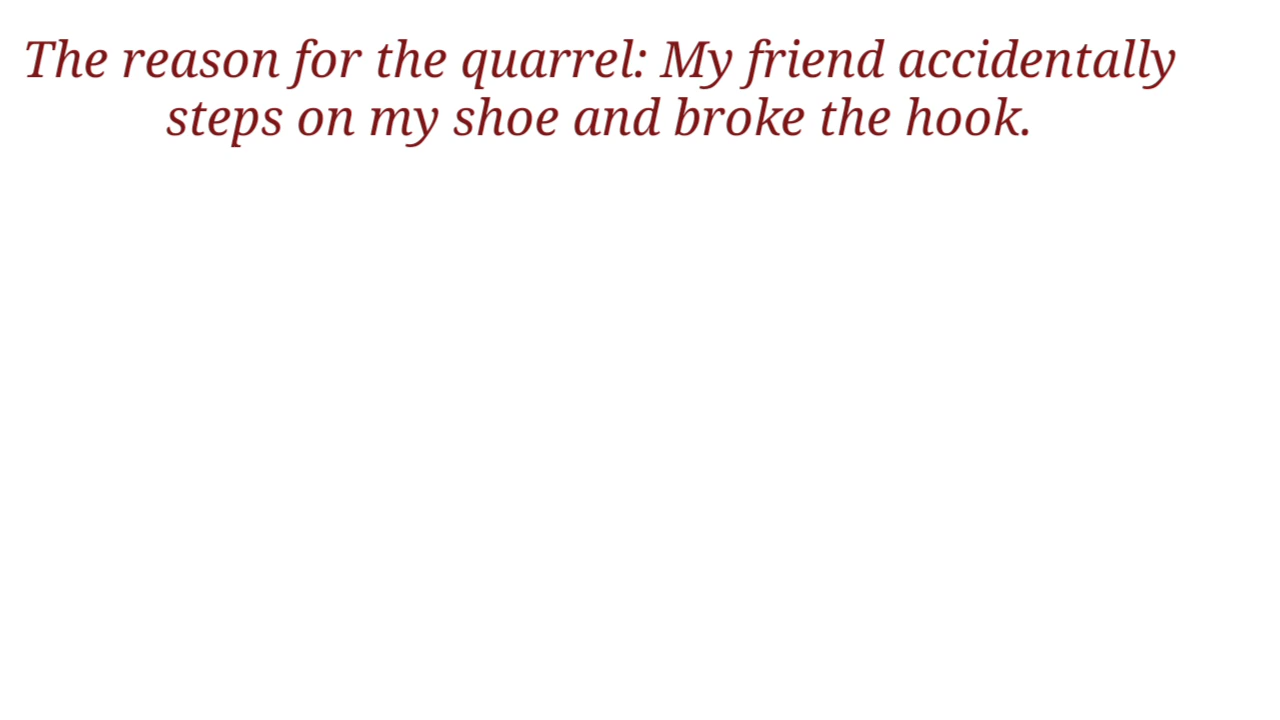 The reason for the quarrel: My friend accidentally
steps on my shoe and broke the hook.